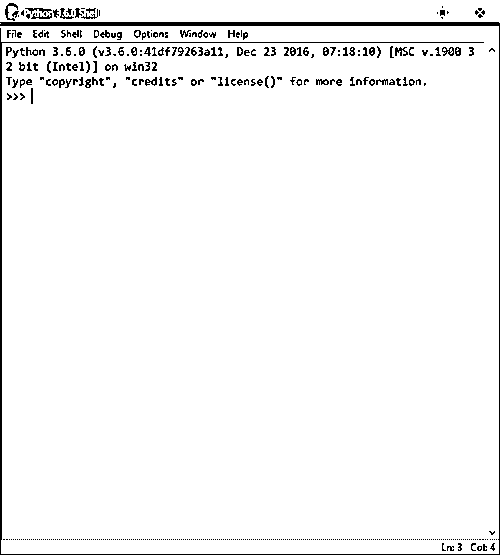 Python 3.6.0 Shell
File Edit Shell Debug Options Window Help
Python 3.6.0 (v3.6.0:41df79263a11, Dec 23 2016, 07:18:10) [MSC v.1900 3
2 bit (Intel)] on win32
Type "copyright", "credits" or "license()" for more information.
>>>
Ln: 3 Col: 4